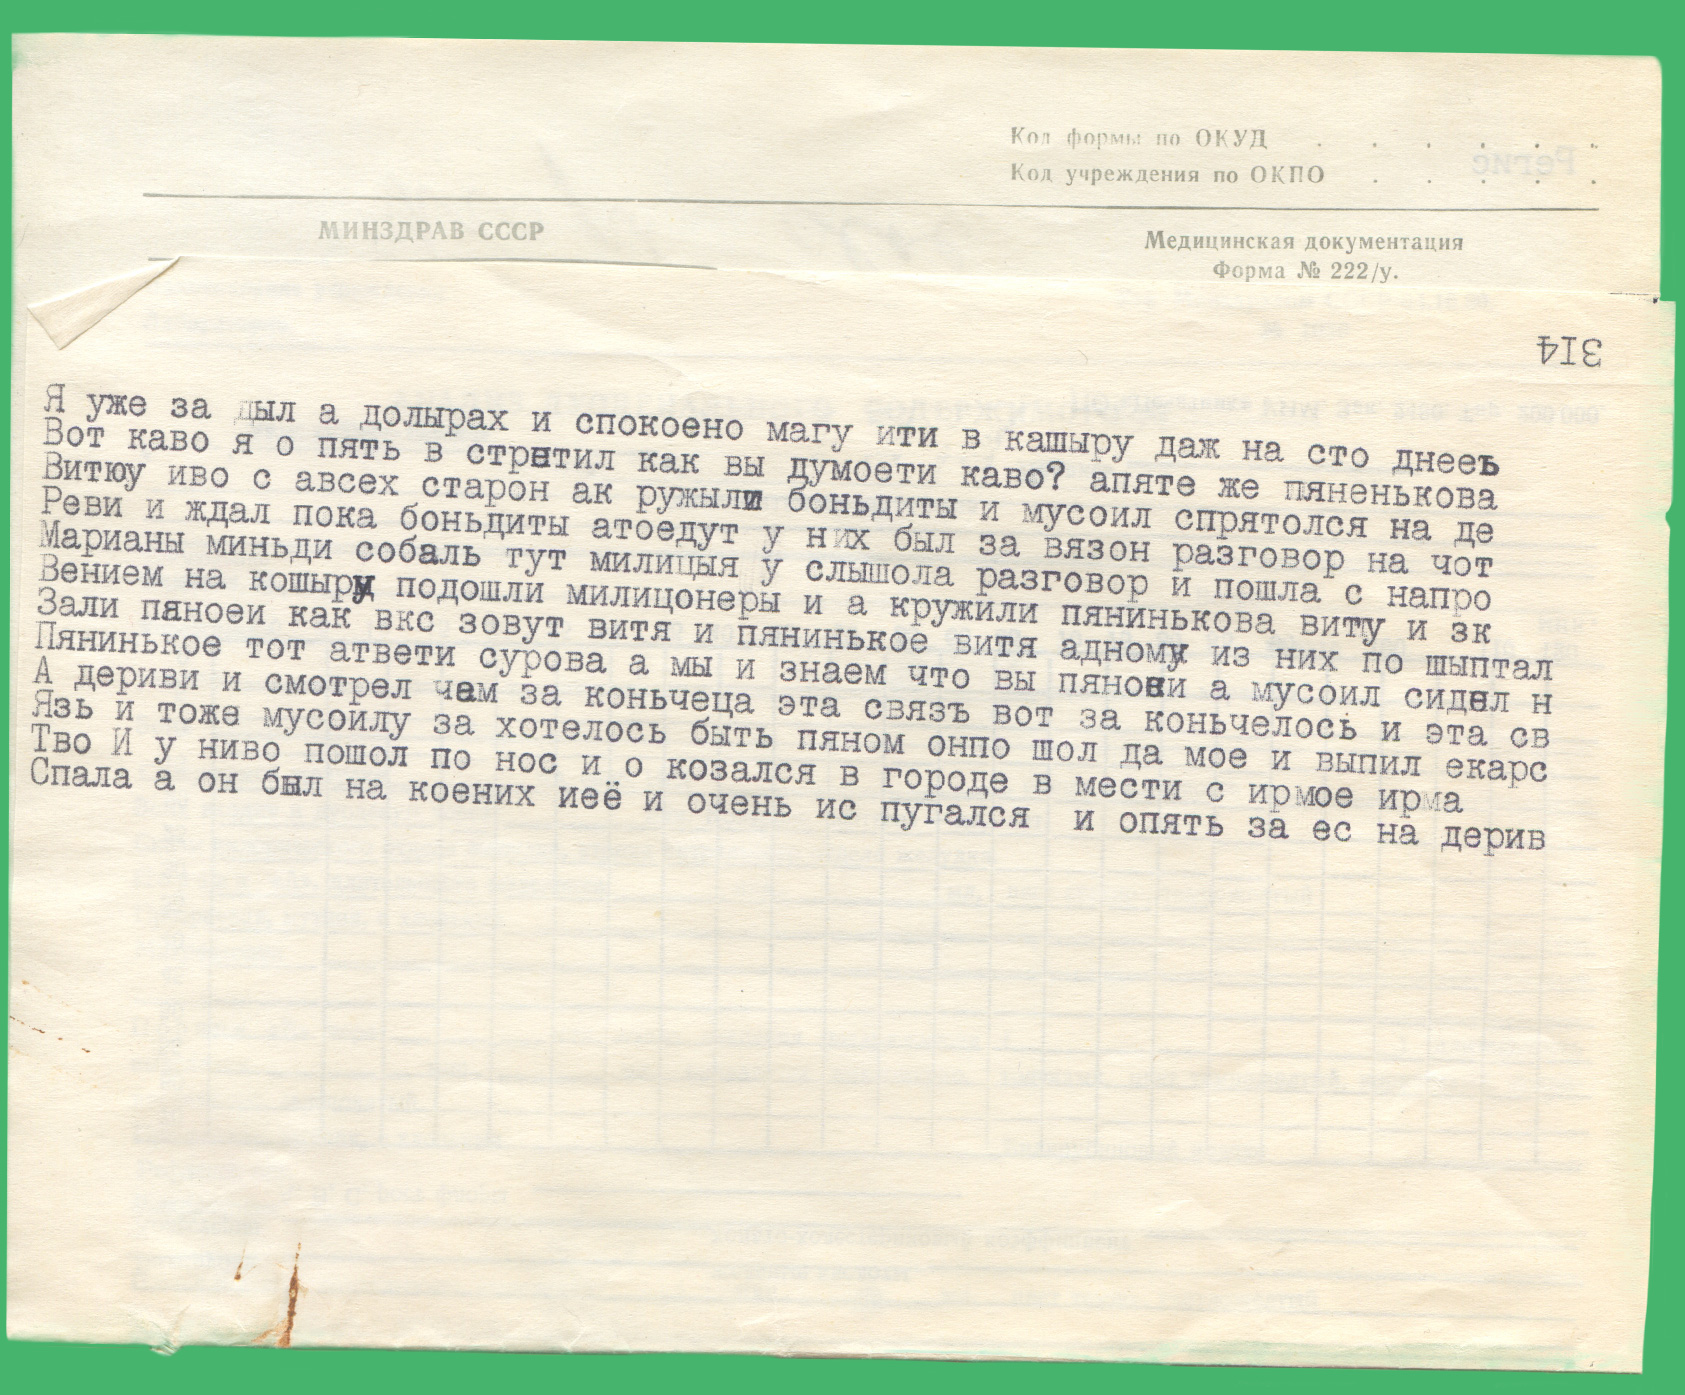 Код формы по ОКУД . . . . . .
Код учреждения по ОКПО . . . . .
МИНЗДРАВ СССР
Медицинская документация
Форма № 222/у.
314
Я уже за дыл а долырах и спокоено магу ити в кашыру даж на сто днееь
Вот каво я о пять в стретил как вы думоети каво? апяте же пяненькова
Витюу иво с авсех старон ак ружыли боньдиты и мусоил спрятолся на де
Реви и ждал пока боньдиты атоедут у них был за вязон разговор на чот
Марианы миньди собаль тут милицыя у слышола разговор и пошла с напро
Вением на кошыру подошли милицонеры и а кружили пянинькова виту и зк
Зали пяноеи как вкс зовут витя и пянинькое витя адному из них по шыптал
Пянинькое тот атвети сурова а мы и знаем что вы пяноеи а мусоил сидел н
А дериви и смотрел чем за коньчеца эта связъ вот за коньчелось и эта св
Язь и тоже мусоилу за хотелось быть пяном онпо шол да мое и выпил екарс
Тво И у ниво пошол по нос и о козался в городе в мести с ирмое ирма
Спала а он был на коених иеё и очень ис пугался и опять за ес на дерив